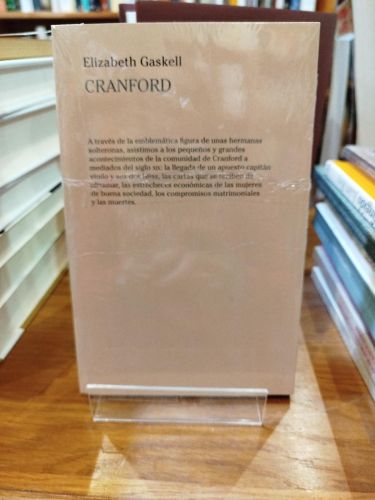 Elizabeth Gaskell
CRANFORD
A través de la emblemática figura de unas hermanas
solteronas, asistimos a los pequeños y grandes
acontecimientos de la comunidad de Cranford a
mediados del siglo XIX: la llegada de un apuesto capitán
viudo y sus dos hijas, las cartas que se reciben de
ultramar, las estrecheces económicas de las mujeres
de buena sociedad, los compromisos matrimoniales
y las muertes.